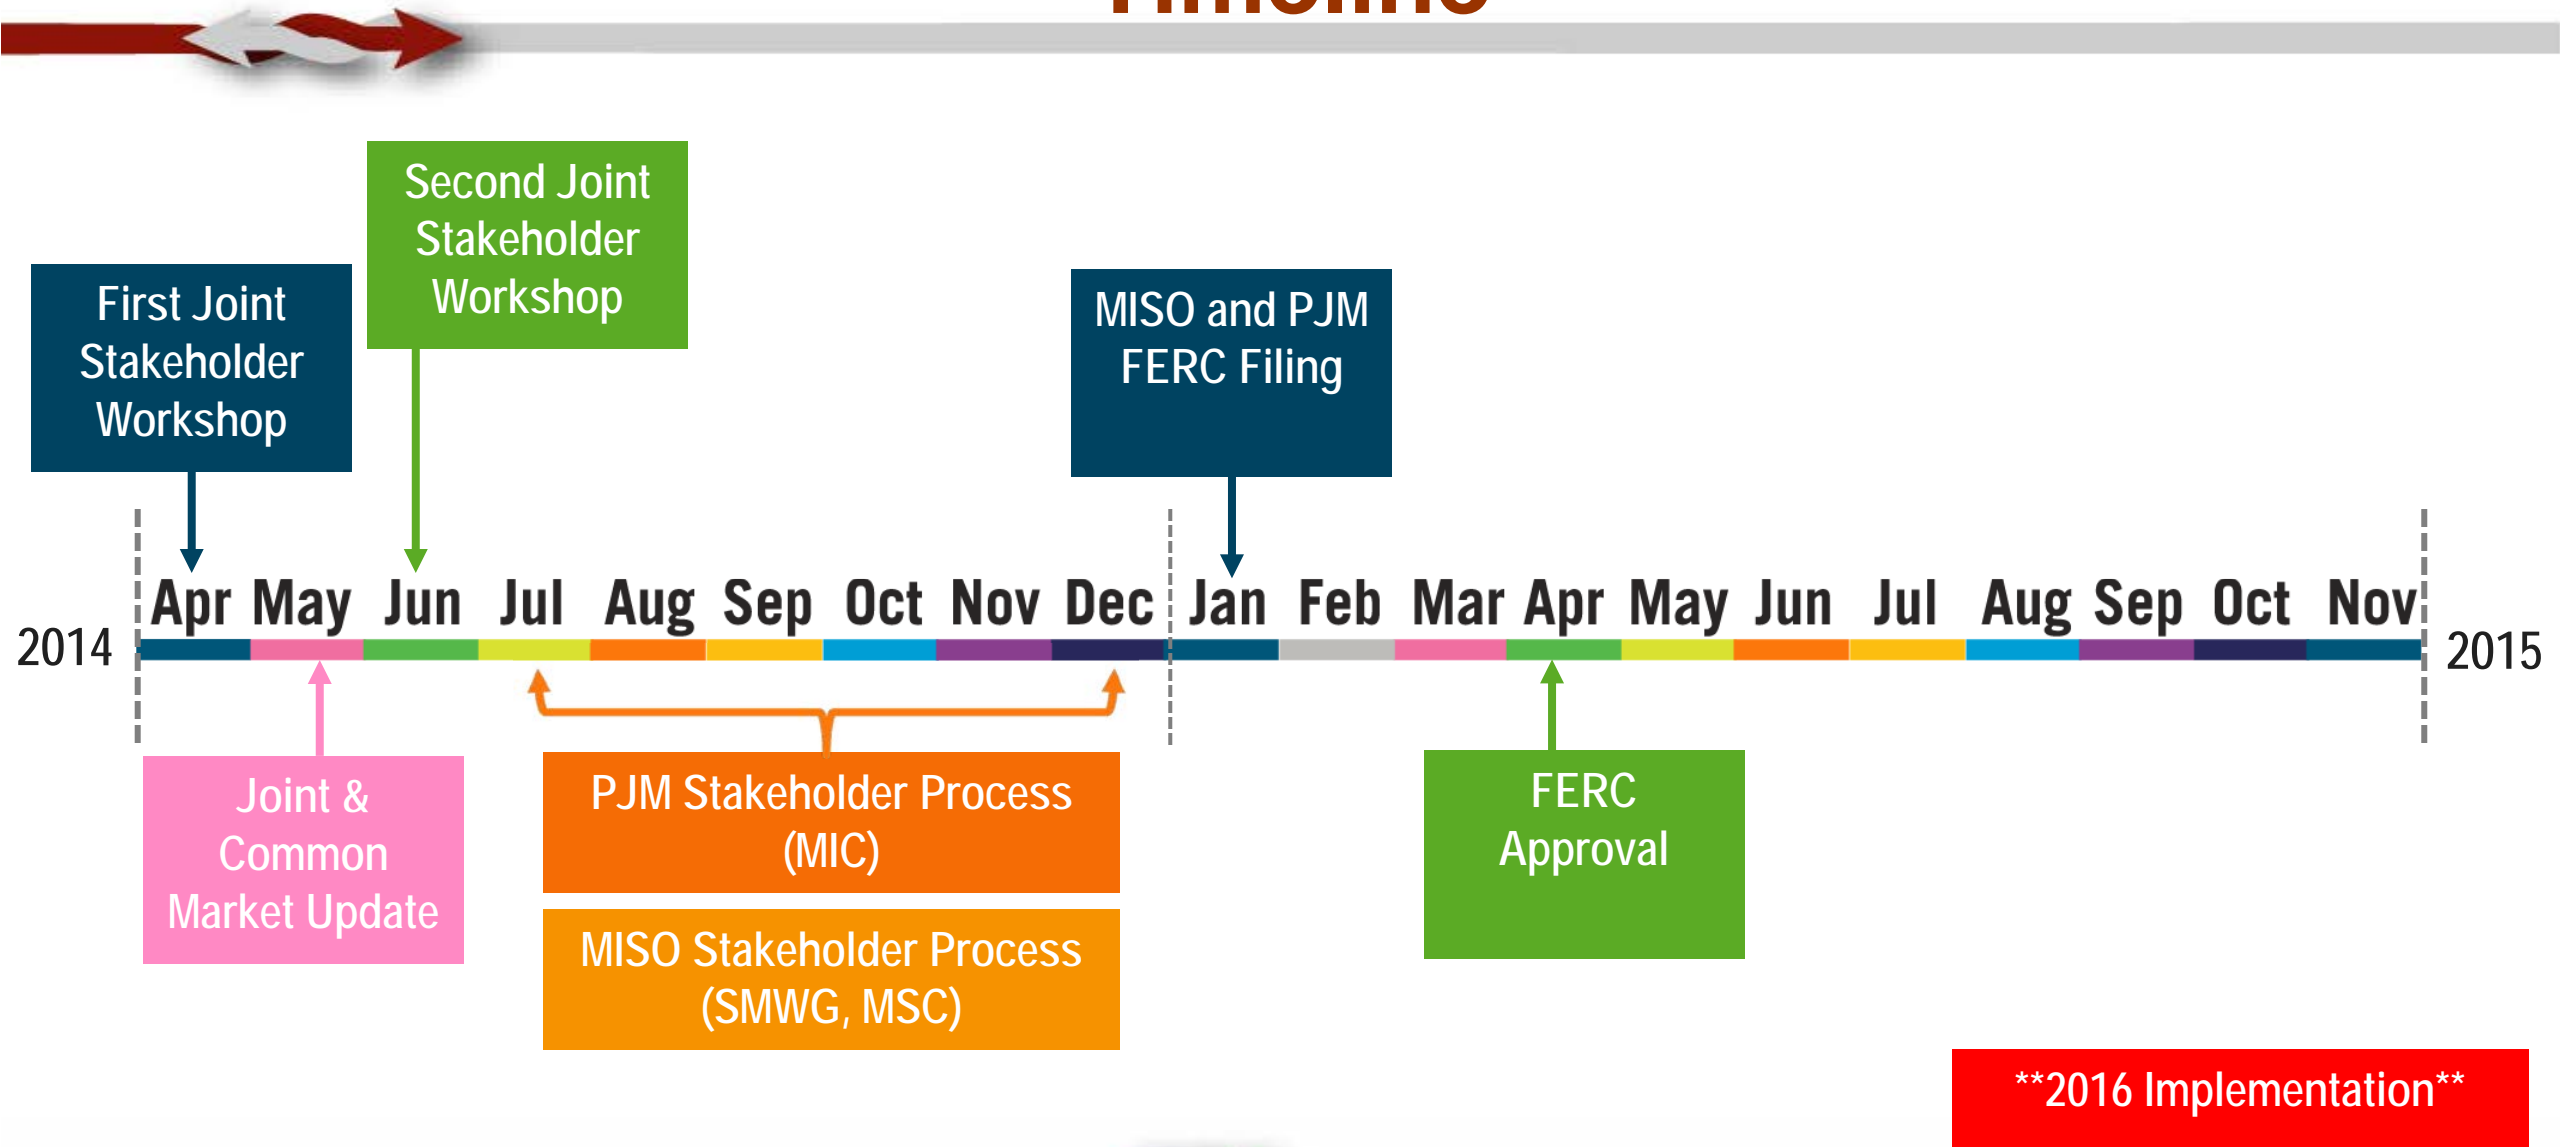 Timeline
Second Joint
Stakeholder
Workshop
First Joint
Stakeholder
Workshop
MISO and PJM
FERC Filing
Apr May Jun Jul Aug Sep Oct Nov Dec Jan Feb Mar Apr May Jun Jul Aug Sep Oct Nov
2014
2015
Joint &
Common
Market Update
PJM Stakeholder Process
(MIC)
MISO Stakeholder Process
(SMWG, MSC)
FERC
Approval
**2016 Implementation**